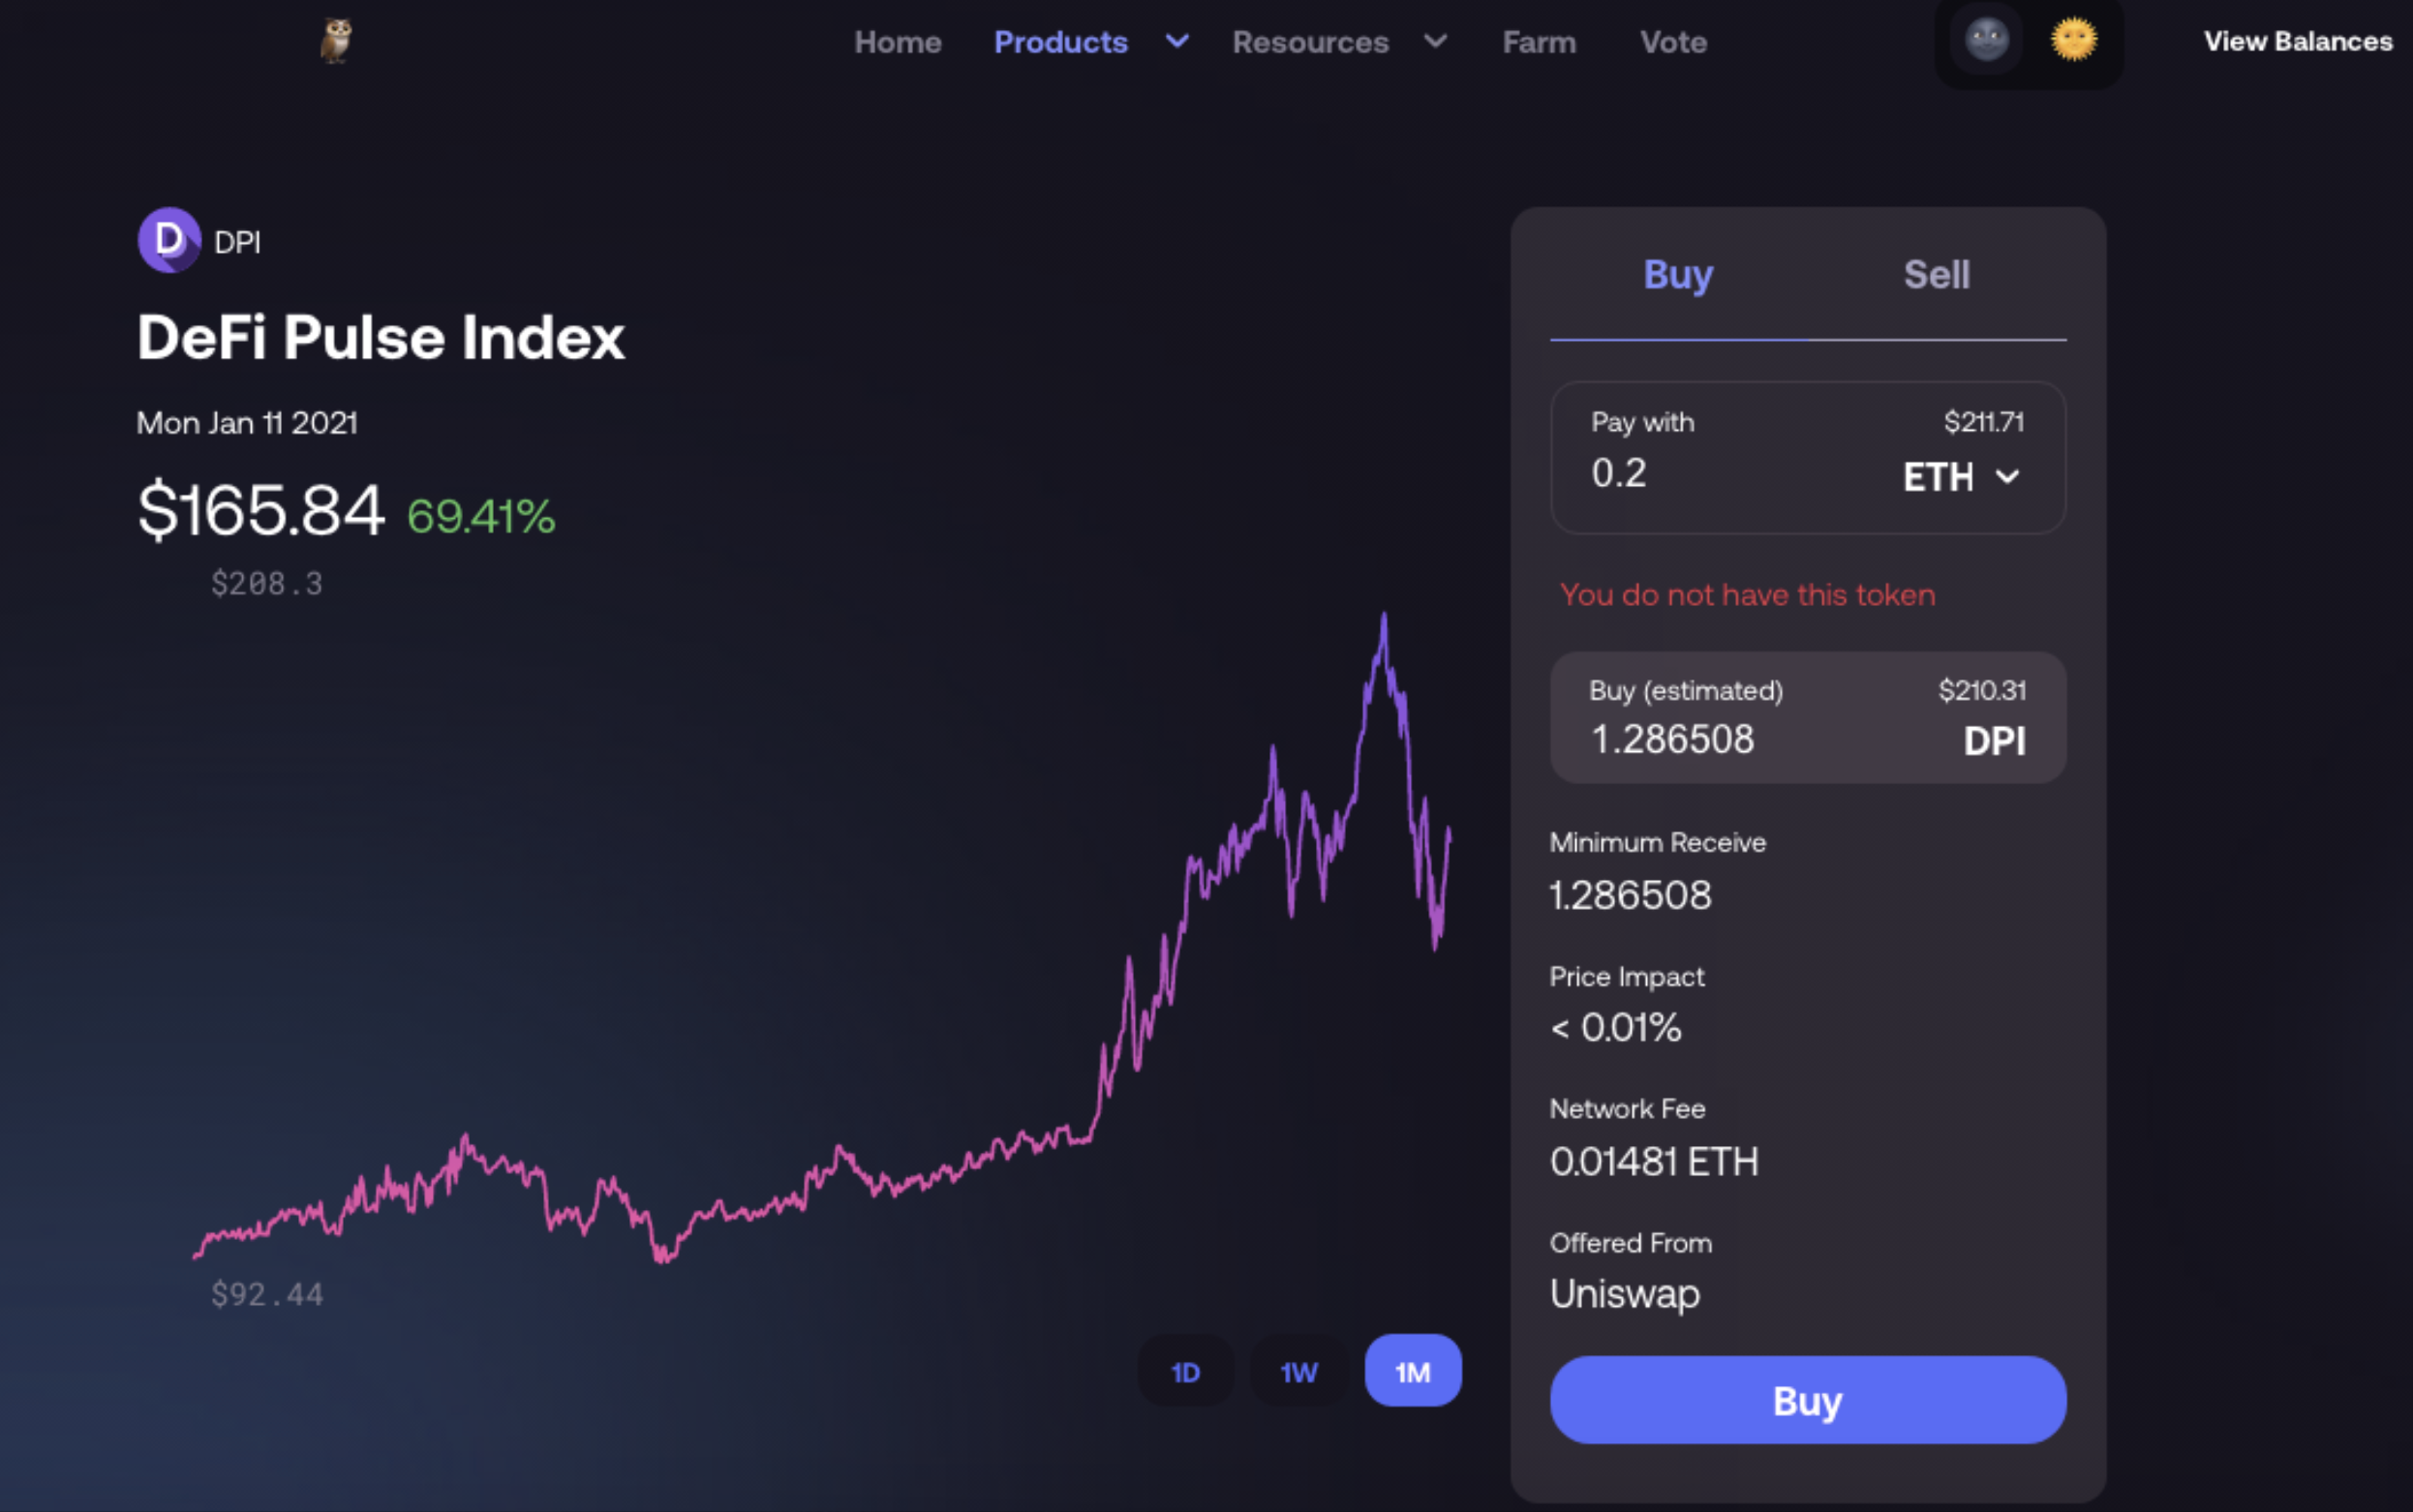 Home Products Resources Farm Vote View Balances
D DPI
DeFi Pulse Index
Mon Jan 11 2021
$165.84 69.41%
$208.3
$92.44
1D 1W 1M
Buy Sell
Pay with $211.71
0.2 ETH
You do not have this token
Buy (estimated) $210.31
1.286508 DPI
Minimum Receive
1.286508
Price Impact
< 0.01%
Network Fee
0.01481 ETH
Offered From
Uniswap
Buy